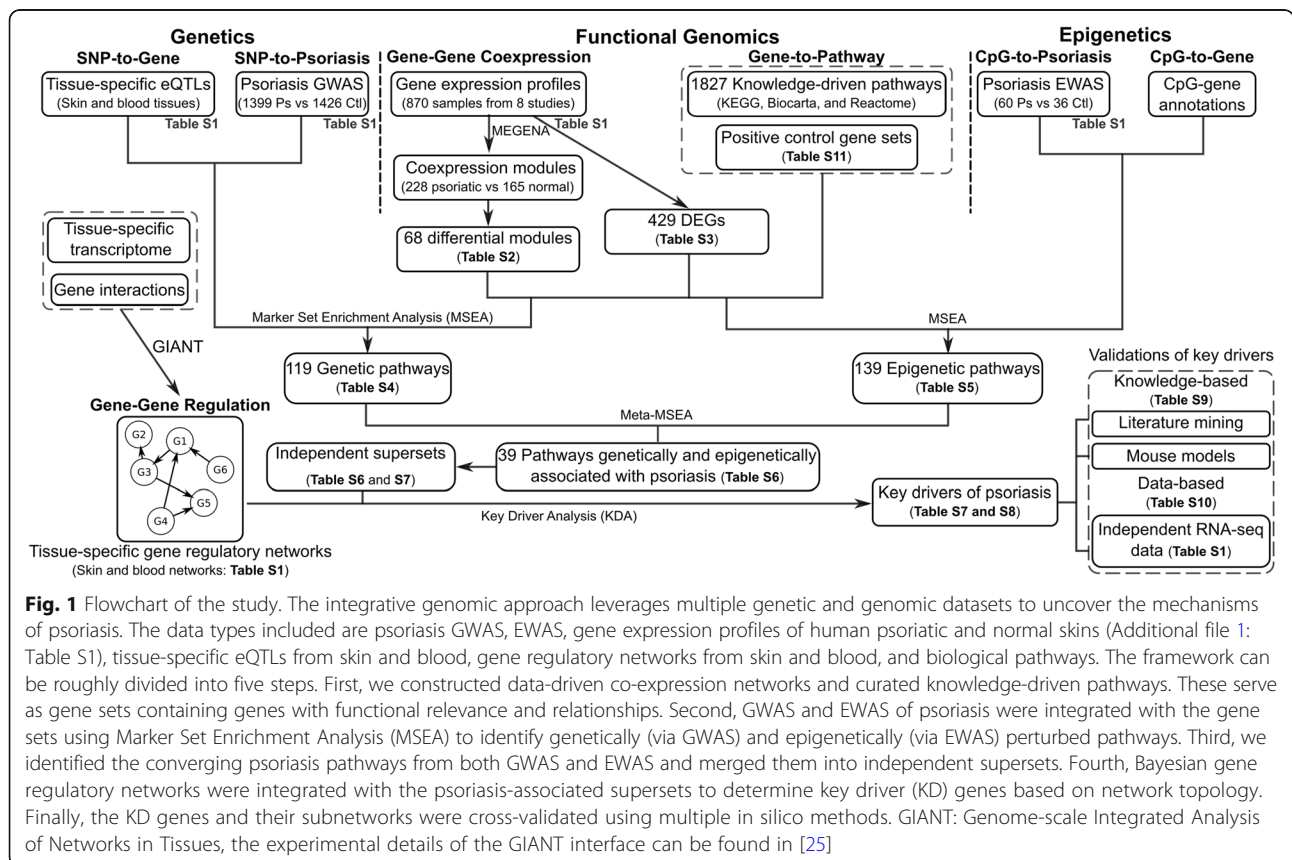 Genetics
Functional Genomics
Epigenetics
SNP-to-Gene
SNP-to-Psoriasis
Gene-Gene Coexpression
Gene-to-Pathway
CpG-to-Psoriasis
CpG-to-Gene
Tissue-specific eQTLs
(Skin and blood tissues)
Table S1
Psoriasis GWAS
(1399 Ps vs 1426 Ctl)
Table S1
Gene expression profiles
(870 samples from 8 studies)
Table S1
MEGENA
1827 Knowledge-driven pathways
(KEGG, Biocarta, and Reactome)
Positive control gene sets
(Table S11)
Psoriasis EWAS
(60 Ps vs 36 Ctl)
Table S1
CpG-gene
annotations
Coexpression modules
(228 psoriatic vs 165 normal)
68 differential modules
(Table S2)
429 DEGs
(Table S3)
Tissue-specific
transcriptome
Gene interactions
GIANT
Marker Set Enrichment Analysis (MSEA)
MSEA
119 Genetic pathways
(Table S4)
139 Epigenetic pathways
(Table S5)
Meta-MSEA
Gene-Gene Regulation
G2
G1
G3
G6
G5
G4
Tissue-specific gene regulatory networks
(Skin and blood networks: Table S1)
Independent supersets
(Table S6 and S7)
39 Pathways genetically and epigenetically
associated with psoriasis (Table S6)
Key Driver Analysis (KDA)
Key drivers of psoriasis
(Table S7 and S8)
Validations of key drivers
Knowledge-based
(Table S9)
Literature mining
Mouse models
Data-based
(Table S10)
Independent RNA-seq
data (Table S1)
Fig. 1 Flowchart of the study. The integrative genomic approach leverages multiple genetic and genomic datasets to uncover the mechanisms
of psoriasis. The data types included are psoriasis GWAS, EWAS, gene expression profiles of human psoriatic and normal skins (Additional file 1:
Table S1), tissue-specific eQTLs from skin and blood, gene regulatory networks from skin and blood, and biological pathways. The framework can
be roughly divided into five steps. First, we constructed data-driven co-expression networks and curated knowledge-driven pathways. These serve
as gene sets containing genes with functional relevance and relationships. Second, GWAS and EWAS of psoriasis were integrated with the gene
sets using Marker Set Enrichment Analysis (MSEA) to identify genetically (via GWAS) and epigenetically (via EWAS) perturbed pathways. Third, we
identified the converging psoriasis pathways from both GWAS and EWAS and merged them into independent supersets. Fourth, Bayesian gene
regulatory networks were integrated with the psoriasis-associated supersets to determine key driver (KD) genes based on network topology.
Finally, the KD genes and their subnetworks were cross-validated using multiple in silico methods. GIANT: Genome-scale Integrated Analysis
of Networks in Tissues, the experimental details of the GIANT interface can be found in [25]